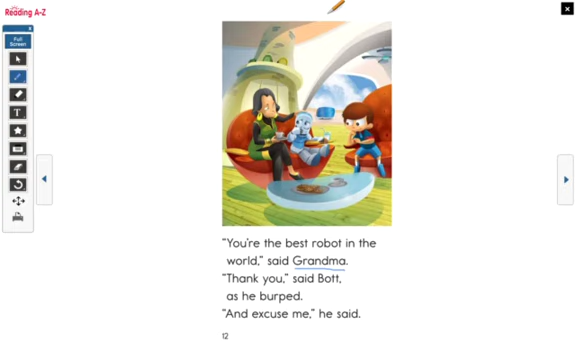 Reading A-Z
Full
Screen
T
"You're the best robot in the
world," said Grandma.
"Thank you," said Bott,
as he burped.
"And excuse me," he said.
12